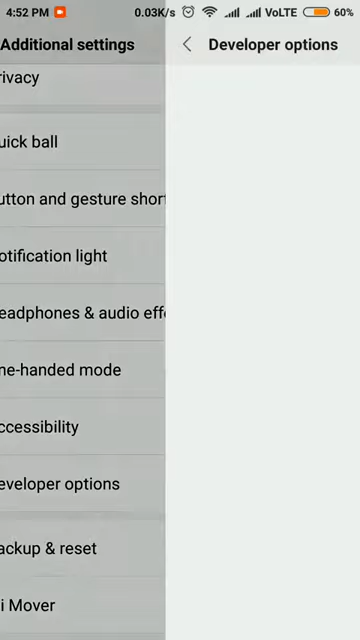 4:52 PM 0.03K/s VoLTE 60%
Additional settings
Developer options
rivacy
uick ball
utton and gesture shor
otification light
eadphones & audio eff
ne-handed mode
ccessibility
eveloper options
ackup & reset
i Mover